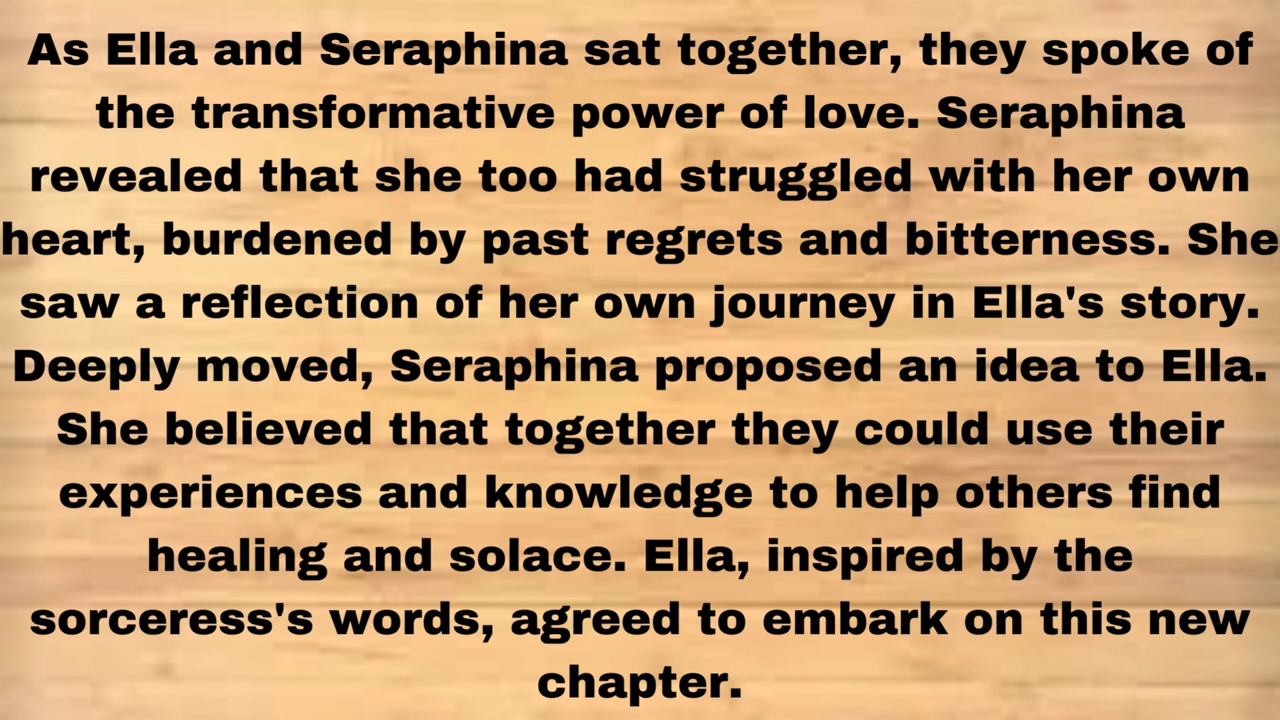 As Ella and Seraphina sat together, they spoke of
the transformative power of love. Seraphina
revealed that she too had struggled with her own
heart, burdened by past regrets and bitterness. She
saw a reflection of her own journey in Ella's story.
Deeply moved, Seraphina proposed an idea to Ella.
She believed that together they could use their
experiences and knowledge to help others find
healing and solace. Ella, inspired by the
sorceress's words, agreed to embark on this new
chapter.